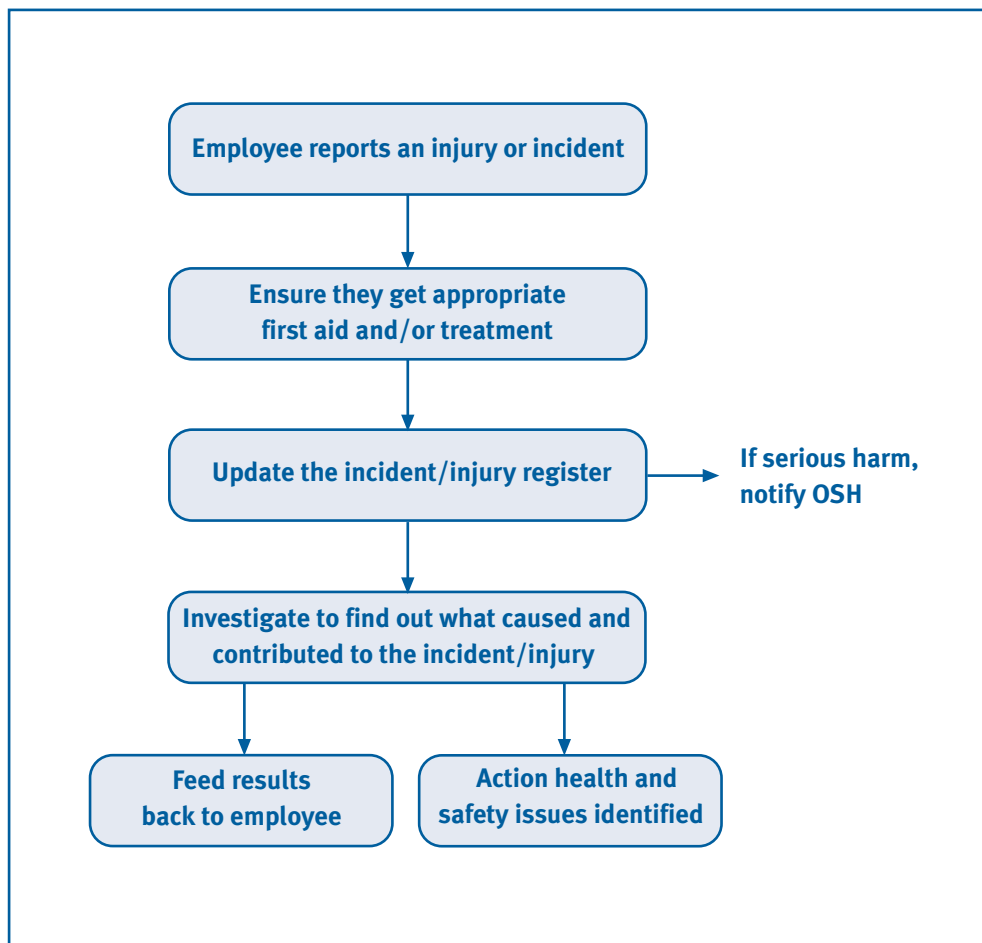 Employee reports an injury or incident
Ensure they get appropriate
first aid and/or treatment
Update the incident/injury register
If serious harm,
notify OSH
Investigate to find out what caused and
contributed to the incident/injury
Feed results
back to employee
Action health and
safety issues identified